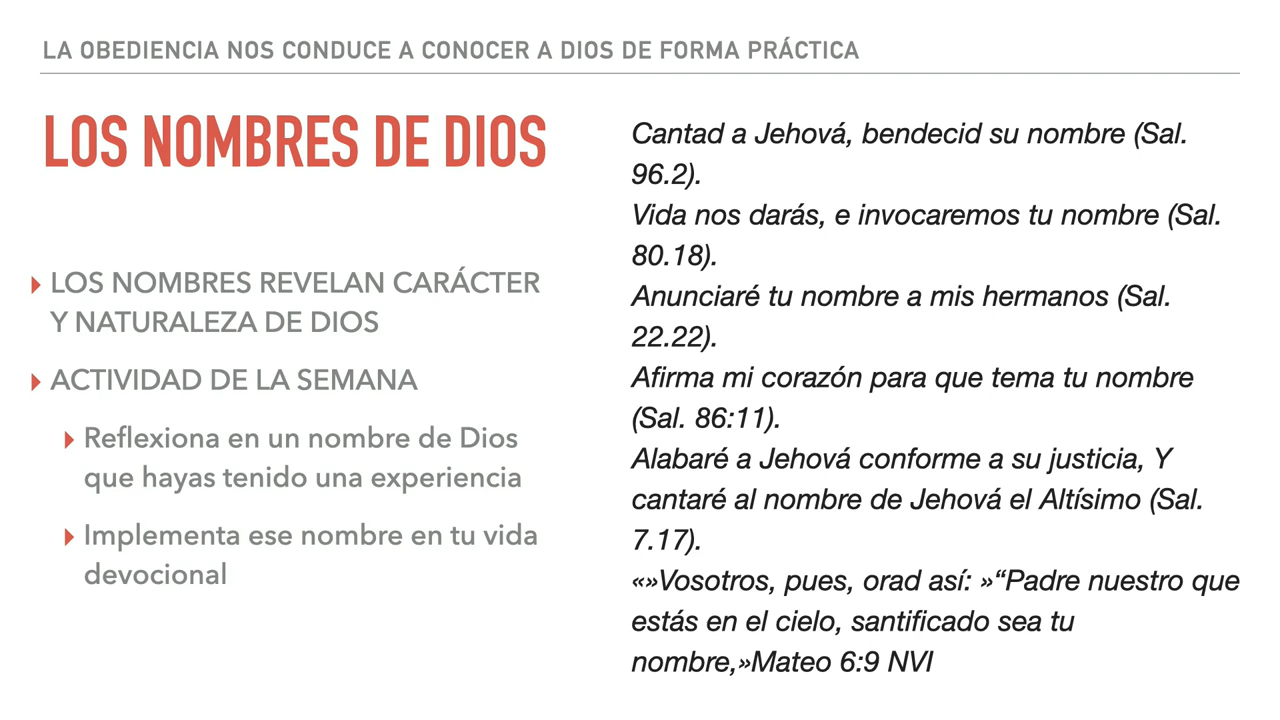 LA OBEDIENCIA NOS CONDUCE A CONOCER A DIOS DE FORMA PRÁCTICA
LOS NOMBRES DE DIOS
LOS NOMBRES REVELAN CARÁCTER
Y NATURALEZA DE DIOS
ACTIVIDAD DE LA SEMANA
Reflexiona en un nombre de Dios
que hayas tenido una experiencia
Implementa ese nombre en tu vida
devocional
Cantad a Jehová, bendecid su nombre (Sal.
96.2).
Vida nos darás, e invocaremos tu nombre (Sal.
80.18).
Anunciaré tu nombre a mis hermanos (Sal.
22.22).
Afirma mi corazón para que tema tu nombre
(Sal. 86:11).
Alabaré a Jehová conforme a su justicia, Y
cantaré al nombre de Jehová el Altísimo (Sal.
7.17).
«»Vosotros, pues, orad así: »“Padre nuestro que
estás en el cielo, santificado sea tu
nombre,»Mateo 6:9 NVI